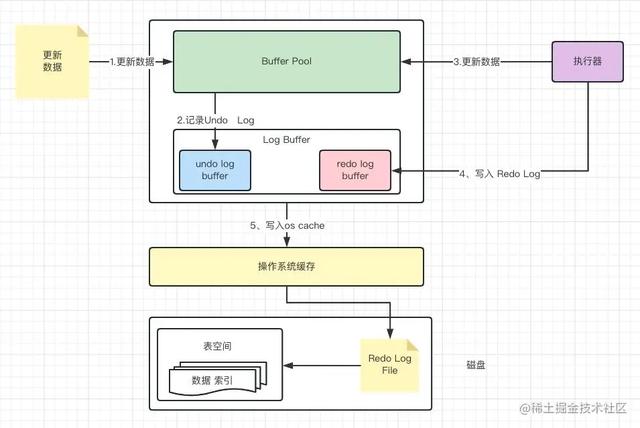 更新
数据
1.更新数据
Buffer Pool
3.更新数据
执行器
2.记录Undo Log
Log Buffer
undo log
buffer
redo log
buffer
4、写入 Redo Log
5、写入os cache
操作系统缓存
表空间
数据 索引
Redo Log
File
磁盘
@稀土掘金技术社区